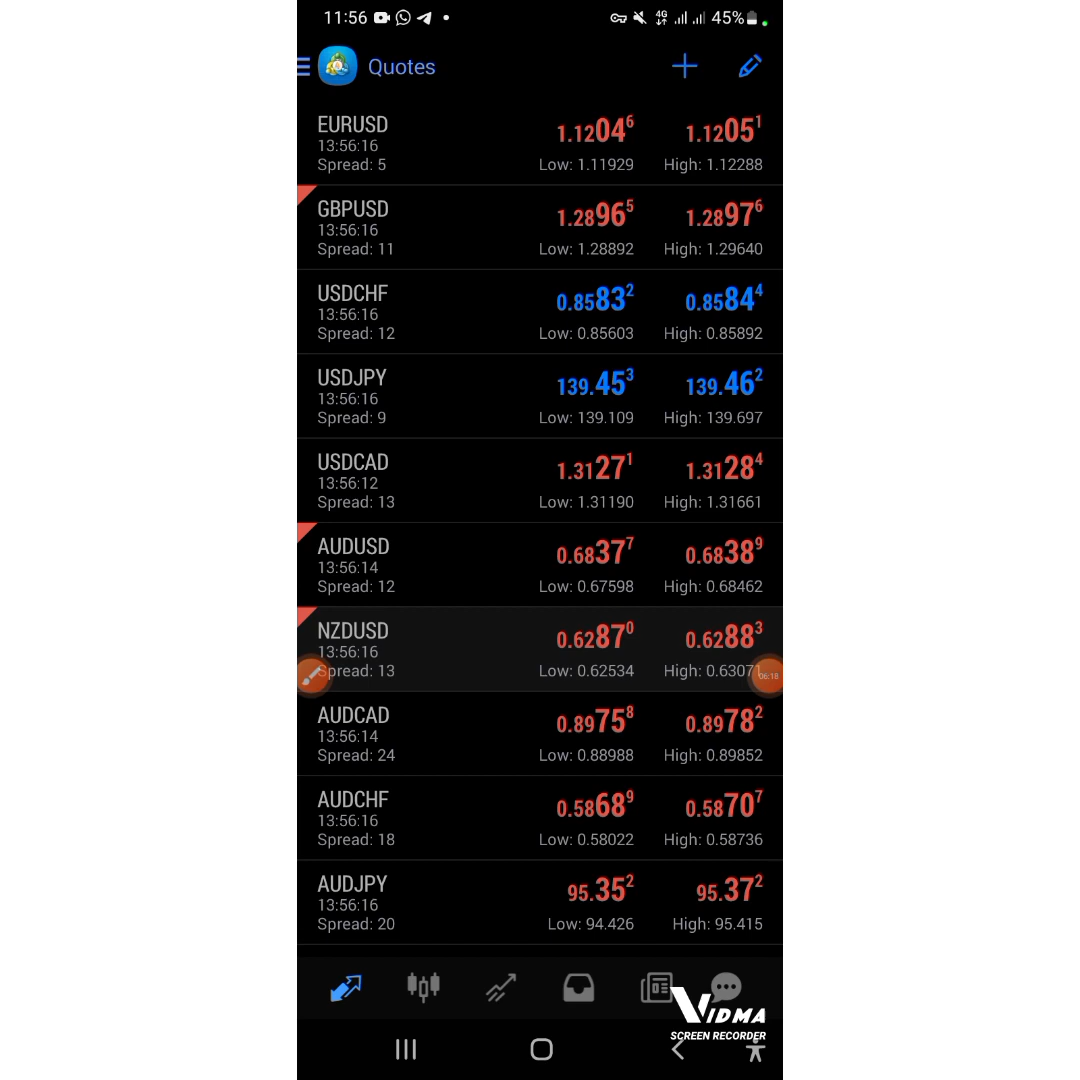 11:56 4G 45%
Quotes
EURUSD 1.12046 1.12051
13:56:16
Spread: 5 Low: 1.11929 High: 1.12288
GBPUSD 1.28965 1.28976
13:56:16
Spread: 11 Low: 1.28892 High: 1.29640
USDCHF 0.85832 0.85844
13:56:16
Spread: 12 Low: 0.85603 High: 0.85892
USDJPY 139.453 139.462
13:56:16
Spread: 9 Low: 139.109 High: 139.697
USDCAD 1.31271 1.31284
13:56:12
Spread: 13 Low: 1.31190 High: 1.31661
AUDUSD 0.68377 0.68389
13:56:14
Spread: 12 Low: 0.67598 High: 0.68462
NZDUSD 0.62870 0.62883
13:56:16
Spread: 13 Low: 0.62534 High: 0.63071 06:18
AUDCAD 0.89758 0.89782
13:56:14
Spread: 24 Low: 0.88988 High: 0.89852
AUDCHF 0.58689 0.58707
13:56:16
Spread: 18 Low: 0.58022 High: 0.58736
AUDJPY 95.352 95.372
13:56:16
Spread: 20 Low: 94.426 High: 95.415
VIDMA
SCREEN RECORDER